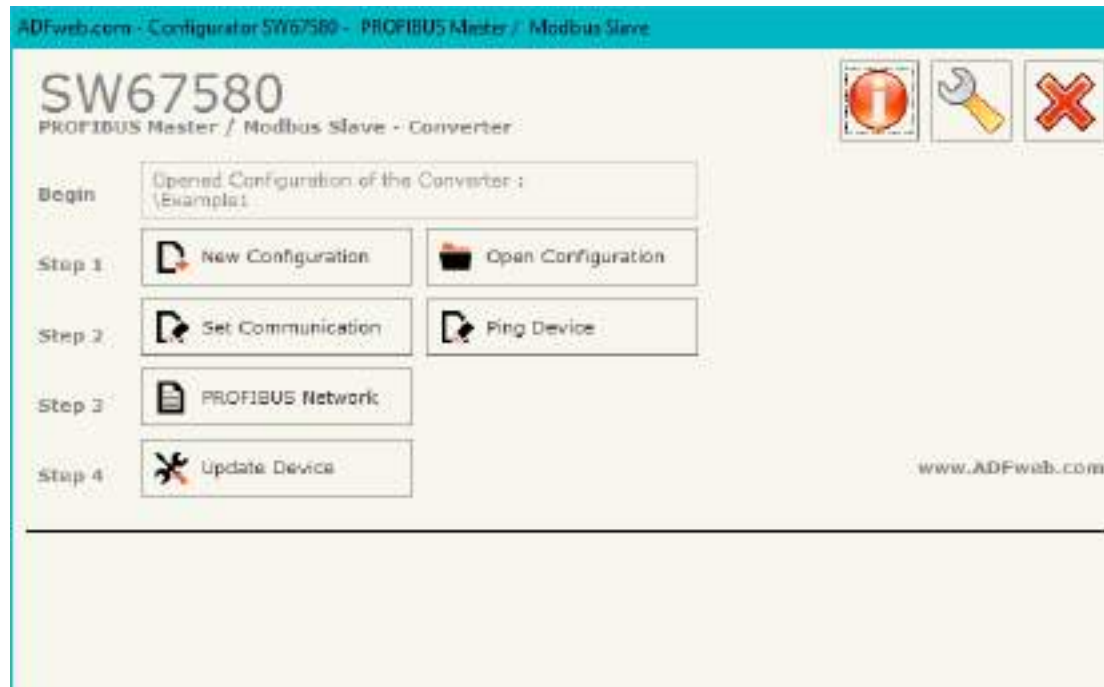 ADFweb.com - Configurator SW67580 - PROFIBUS Master / Modbus Slave
SW67580
PROFIBUS Master / Modbus Slave - Converter
Begin
Opened Configuration of the Converter :
\Example1
Step 1
New Configuration
Open Configuration
Step 2
Set Communication
Ping Device
Step 3
PROFIBUS Network
Step 4
Update Device
www.ADFweb.com